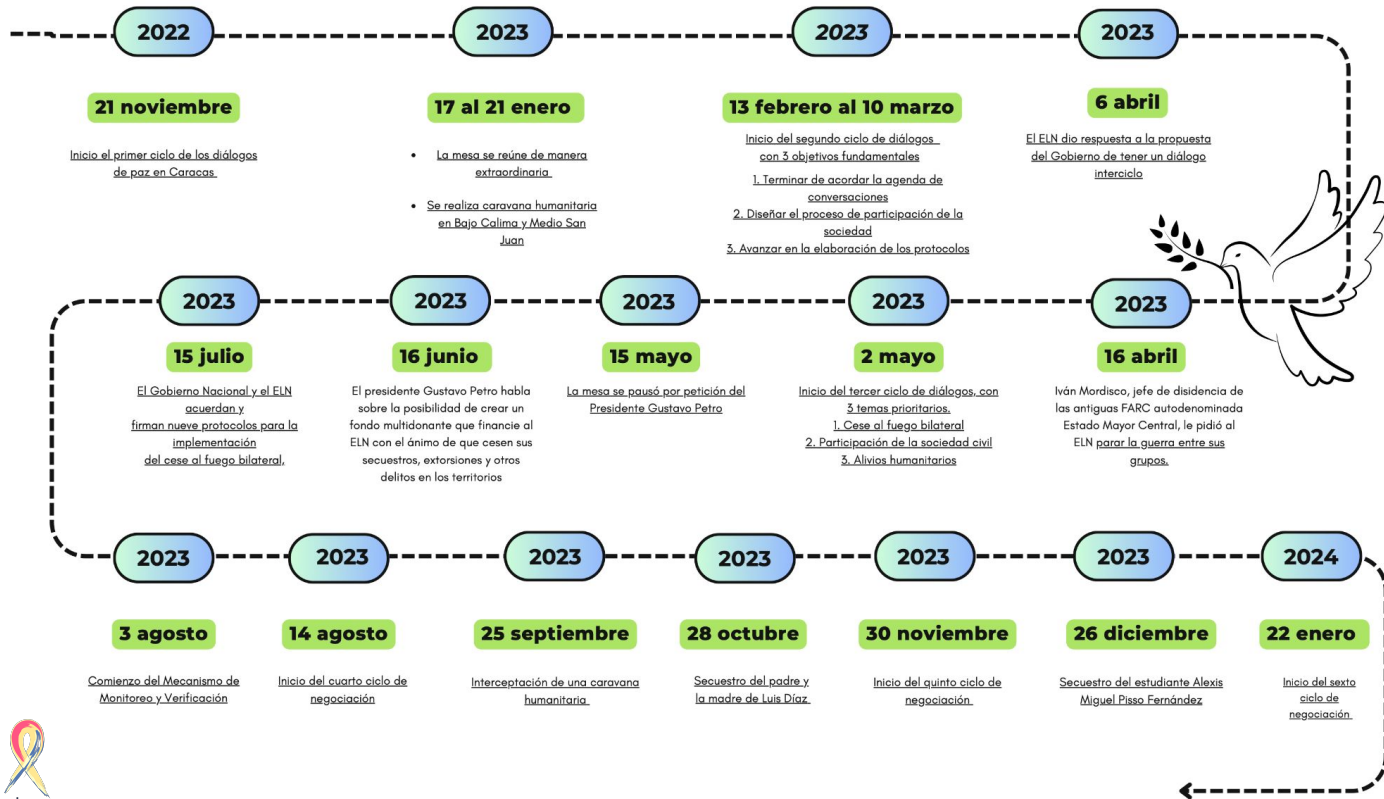 2022
21 noviembre
Inicio el primer ciclo de los diálogos
de paz en Caracas
2023
17 al 21 enero
• La mesa se reúne de manera
extraordinaria
• Se realiza caravana humanitaria
en Bajo Calima y Medio San
Juan
2023
13 febrero al 10 marzo
Inicio del segundo ciclo de diálogos
con 3 objetivos fundamentales
1. Terminar de acordar la agenda de
conversaciones
2. Diseñar el proceso de participación de la
sociedad
3. Avanzar en la elaboración de los protocolos
2023
6 abril
El ELN dio respuesta a la propuesta
del Gobierno de tener un diálogo
interciclo
2023
16 abril
Iván Mordisco, jefe de disidencia de
las antiguas FARC autodenominada
Estado Mayor Central, le pidió al
ELN parar la guerra entre sus
grupos.
2023
2 mayo
Inicio del tercer ciclo de diálogos, con
3 temas prioritarios.
1. Cese al fuego bilateral
2. Participación de la sociedad civil
3. Alivios humanitarios
2023
15 mayo
La mesa se pausó por petición del
Presidente Gustavo Petro
2023
16 junio
El presidente Gustavo Petro habla
sobre la posibilidad de crear un
fondo multidonante que financie al
ELN con el ánimo de que cesen sus
secuestros, extorsiones y otros
delitos en los territorios
2023
15 julio
El Gobierno Nacional y el ELN
acuerdan y
firman nueve protocolos para la
implementación
del cese al fuego bilateral,
2023
3 agosto
Comienzo del Mecanismo de
Monitoreo y Verificación
2023
14 agosto
Inicio del cuarto ciclo de
negociación
2023
25 septiembre
Interceptación de una caravana
humanitaria
2023
28 octubre
Secuestro del padre y
la madre de Luis Díaz
2023
30 noviembre
Inicio del quinto ciclo de
negociación
2023
26 diciembre
Secuestro del estudiante Alexis
Miguel Pisso Fernández
2024
22 enero
Inicio del sexto
ciclo de
negociación